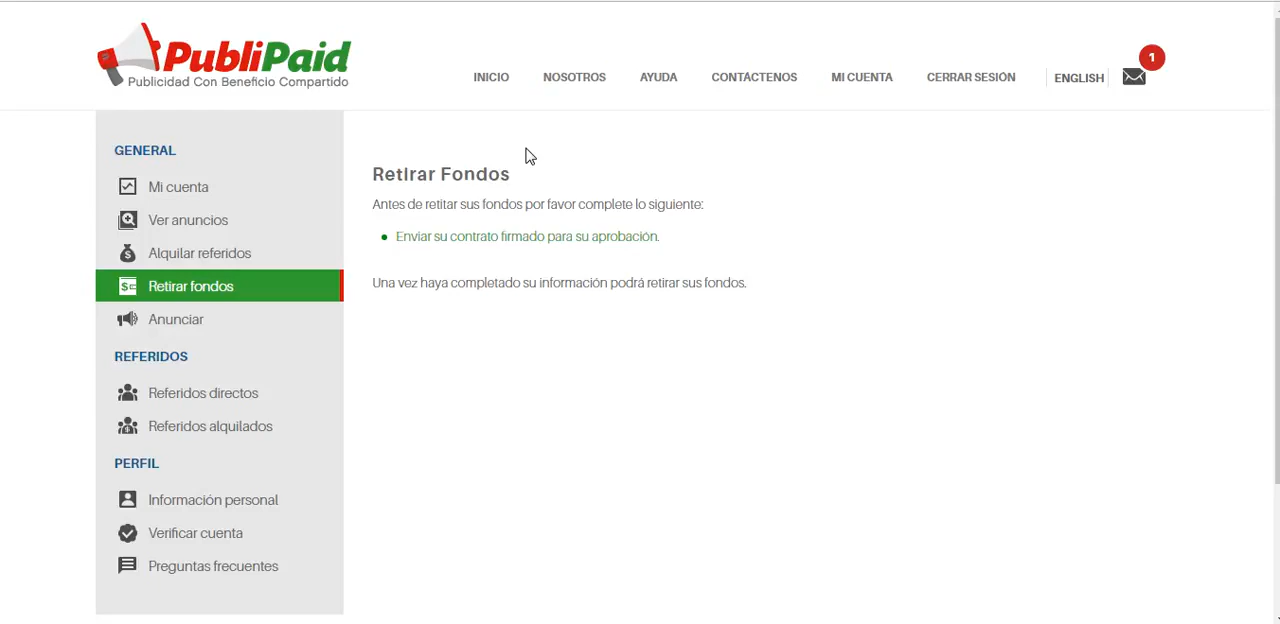 PubliPaid
Publicidad Con Beneficio Compartido
INICIO NOSOTROS AYUDA CONTÁCTENOS MI CUENTA CERRAR SESIÓN ENGLISH 1
GENERAL
Mi cuenta
Ver anuncios
Alquilar referidos
Retirar fondos
Anunciar
REFERIDOS
Referidos directos
Referidos alquilados
PERFIL
Información personal
Verificar cuenta
Preguntas frecuentes
Retirar Fondos
Antes de retitar sus fondos por favor complete lo siguiente:
Enviar su contrato firmado para su aprobación.
Una vez haya completado su información podrá retirar sus fondos.